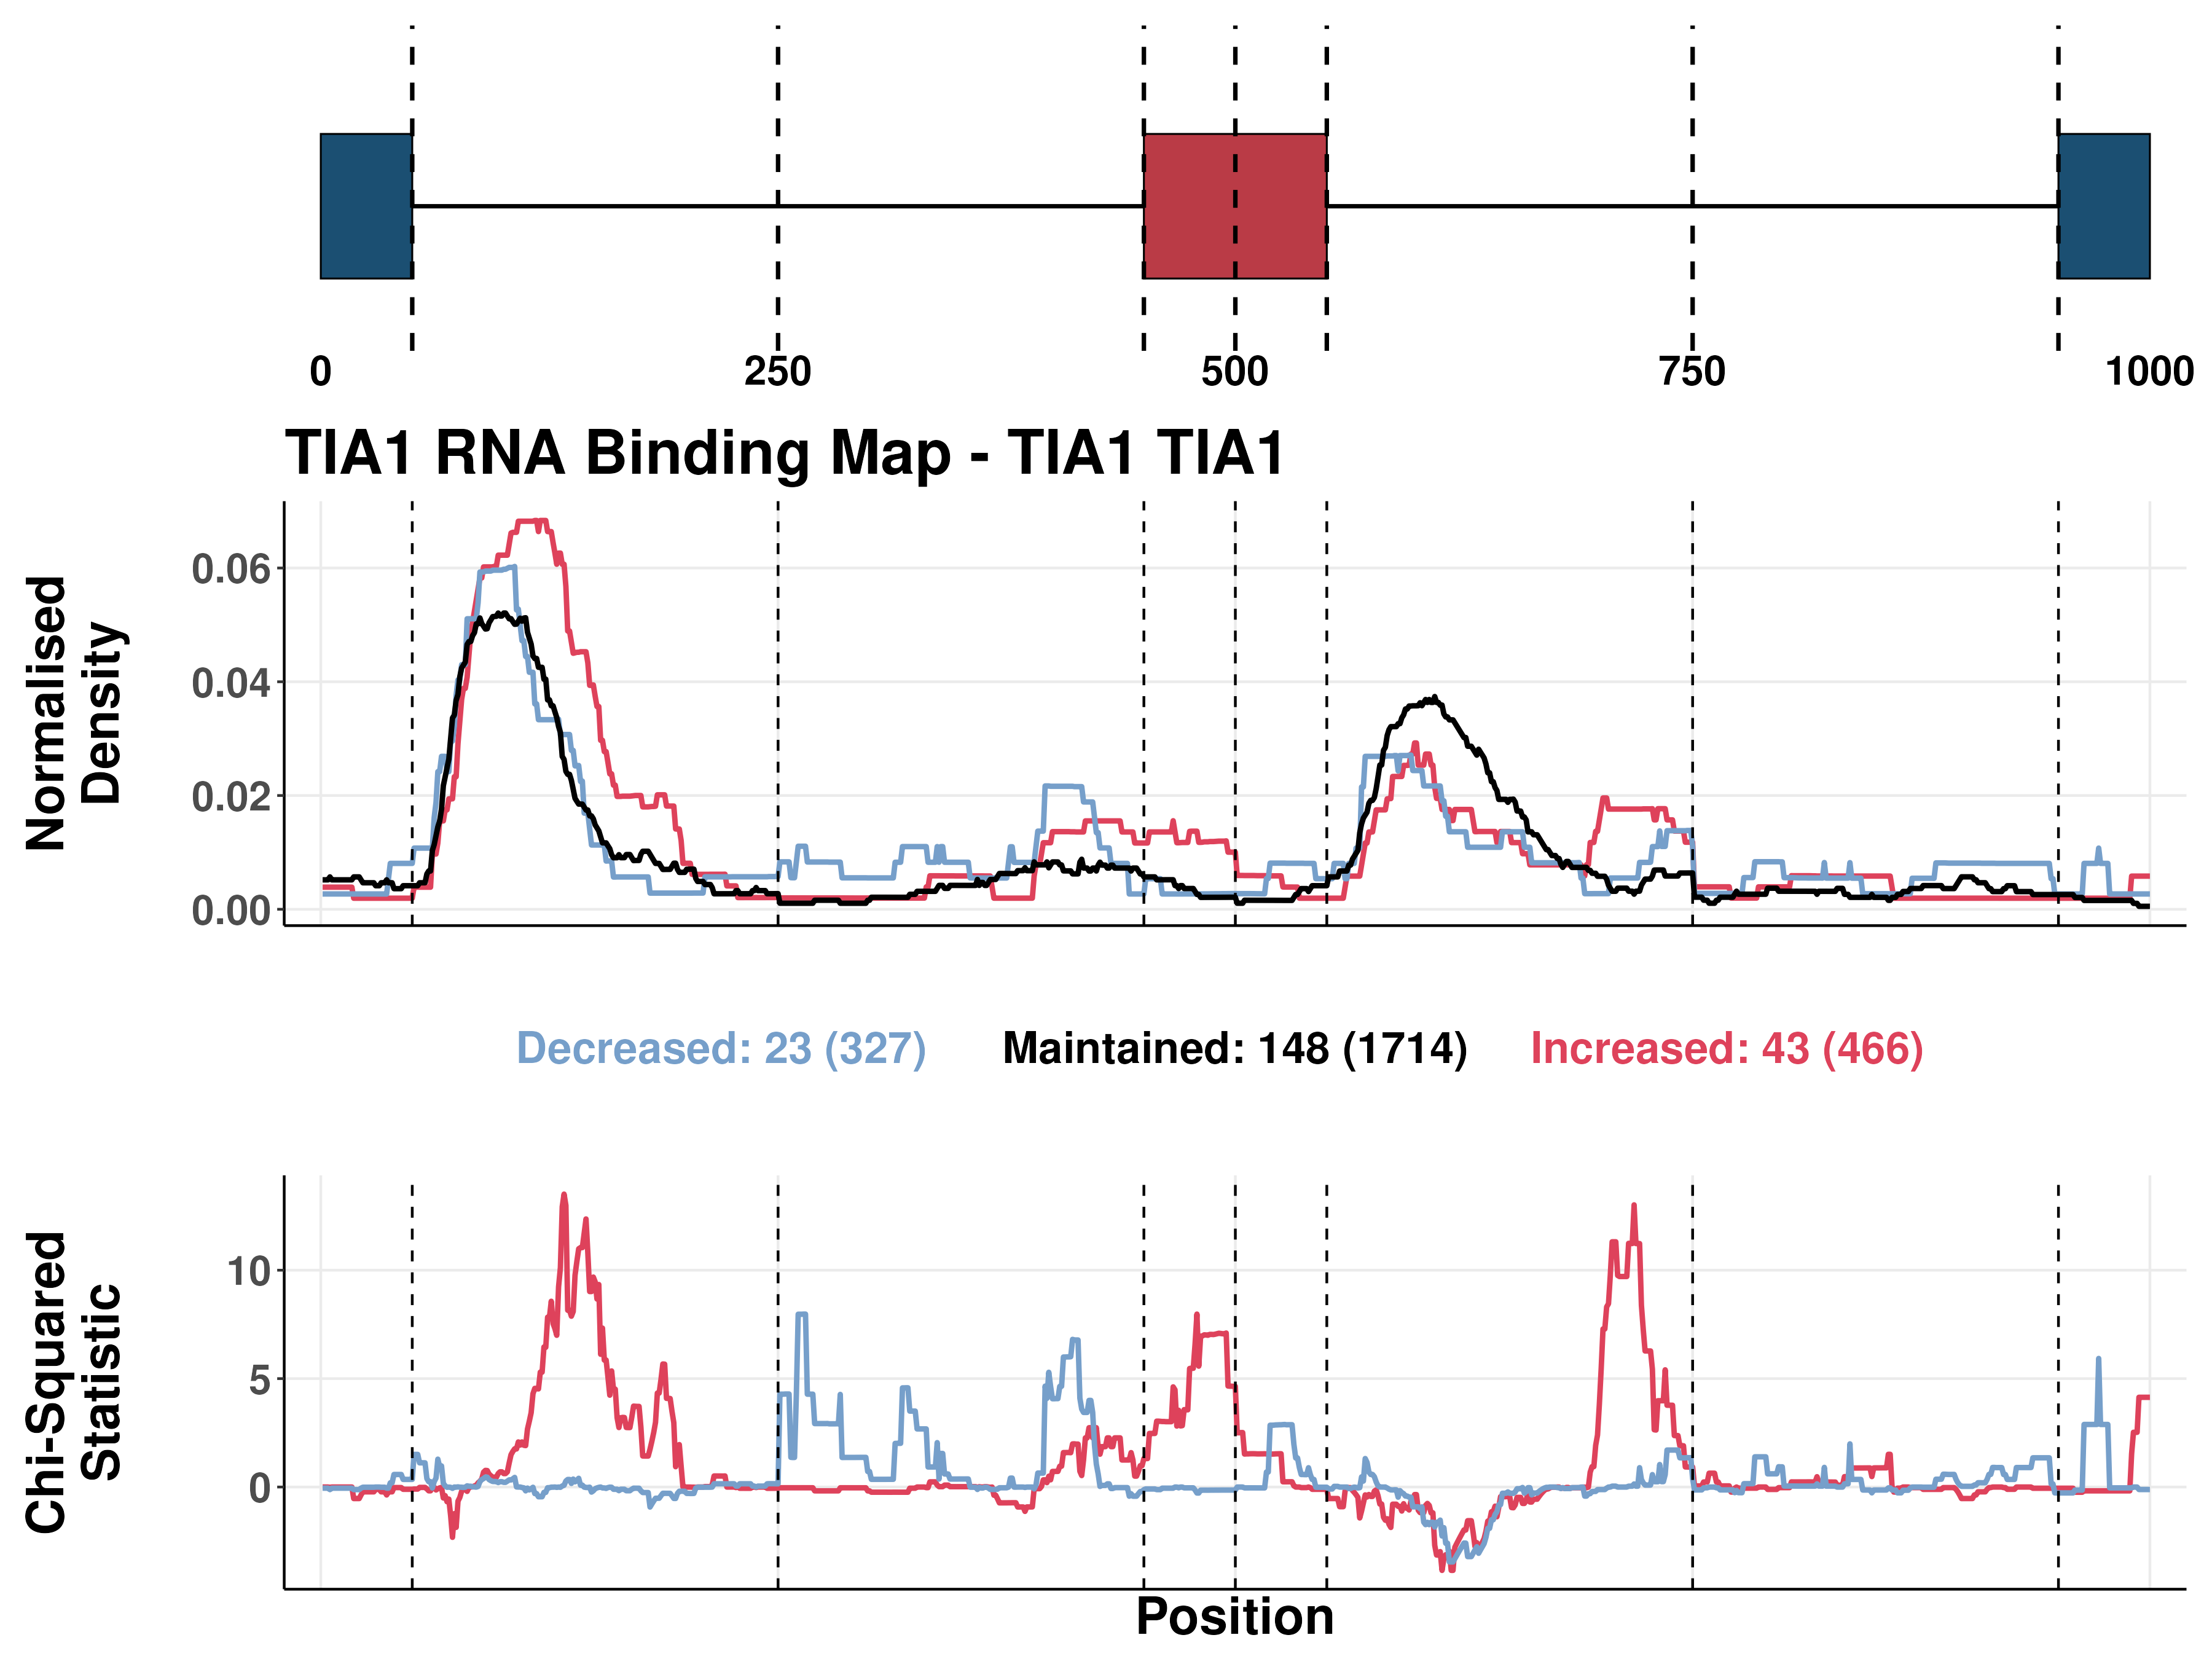 0 250 500 750 1000
TIA1 RNA Binding Map - TIA1 TIA1
Normalised
Density
0.06
0.04
0.02
0.00
Decreased: 23 (327) Maintained: 148 (1714) Increased: 43 (466)
Chi-Squared
Statistic
10
5
0
Position